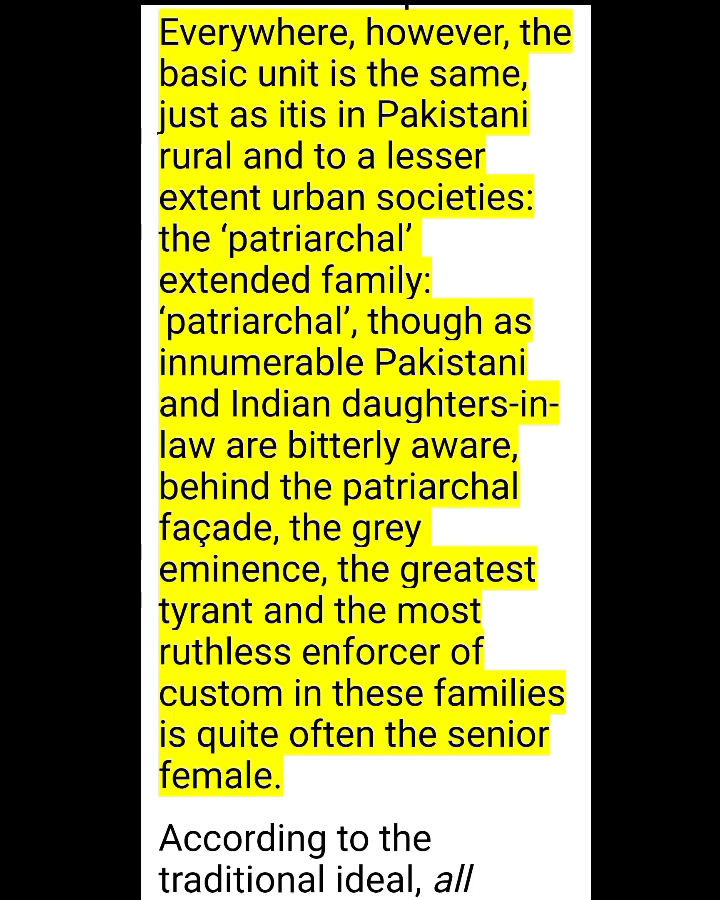 Everywhere, however, the
basic unit is the same,
just as itis in Pakistani
rural and to a lesser
extent urban societies:
the ‘patriarchal’
extended family:
‘patriarchal’, though as
innumerable Pakistani
and Indian daughters-in-
law are bitterly aware,
behind the patriarchal
façade, the grey
eminence, the greatest
tyrant and the most
ruthless enforcer of
custom in these families
is quite often the senior
female.
According to the
traditional ideal, all